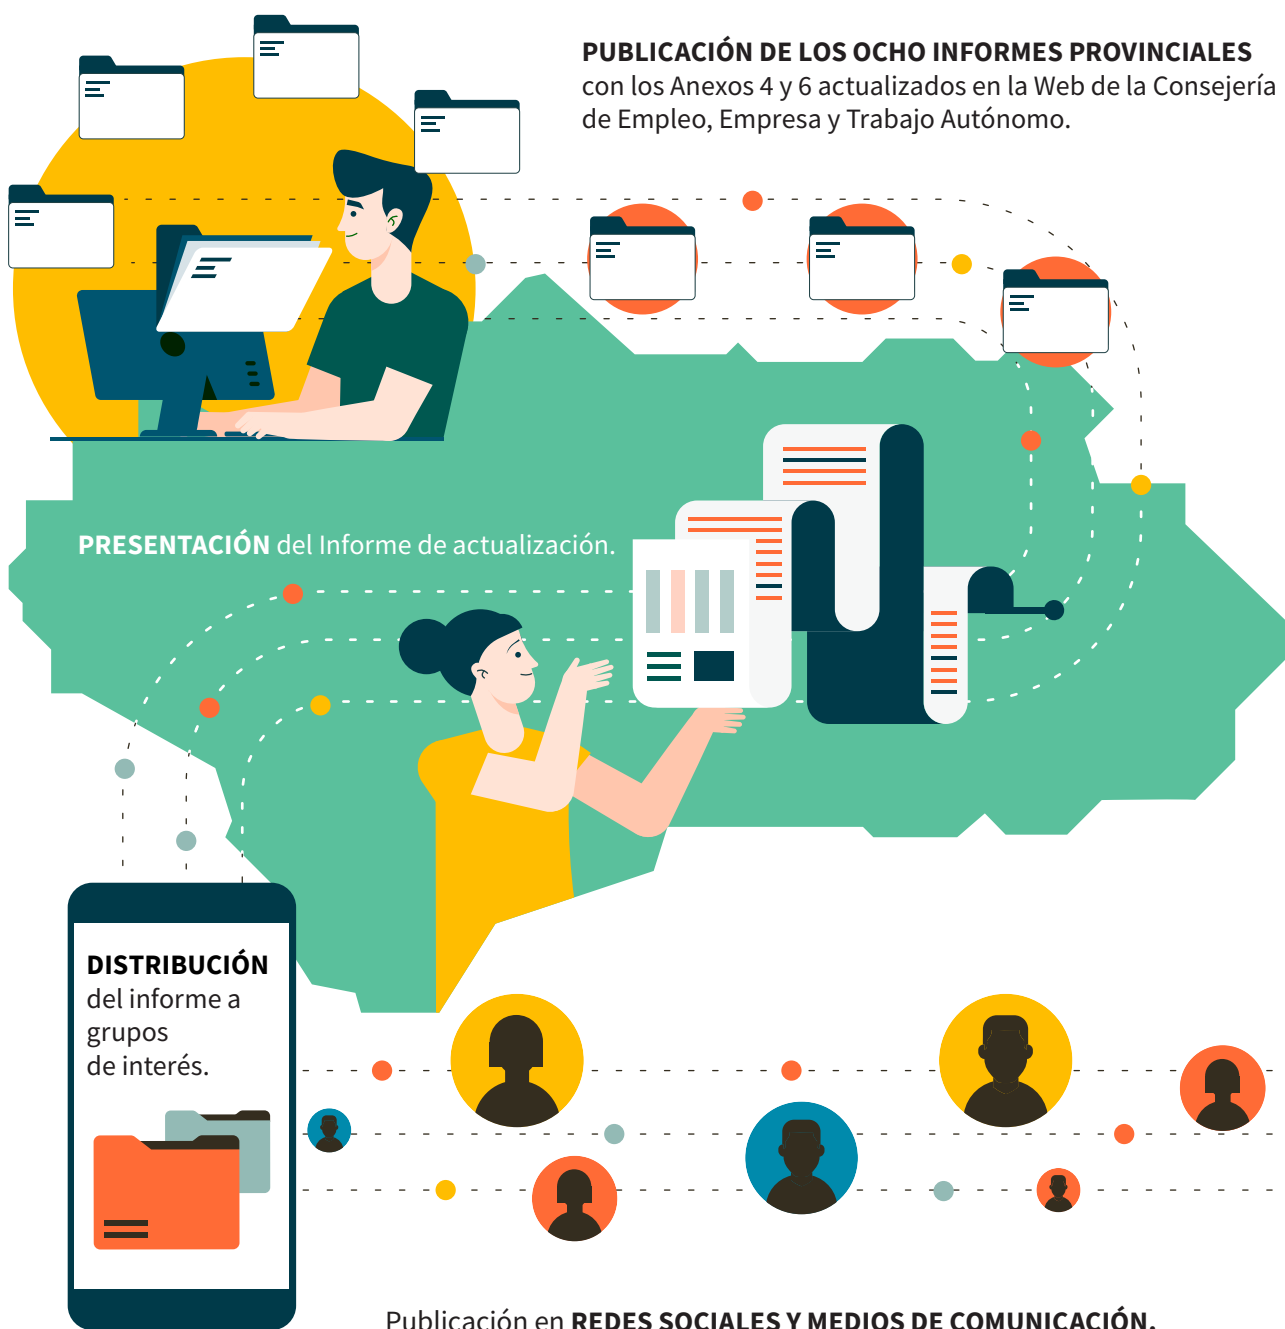 PUBLICACIÓN DE LOS OCHO INFORMES PROVINCIALES
con los Anexos 4 y 6 actualizados en la Web de la Consejería
de Empleo, Empresa y Trabajo Autónomo.
PRESENTACIÓN del Informe de actualización.
DISTRIBUCIÓN
del informe a
grupos
de interés.
Publicación en REDES SOCIALES Y MEDIOS DE COMUNICACIÓN.